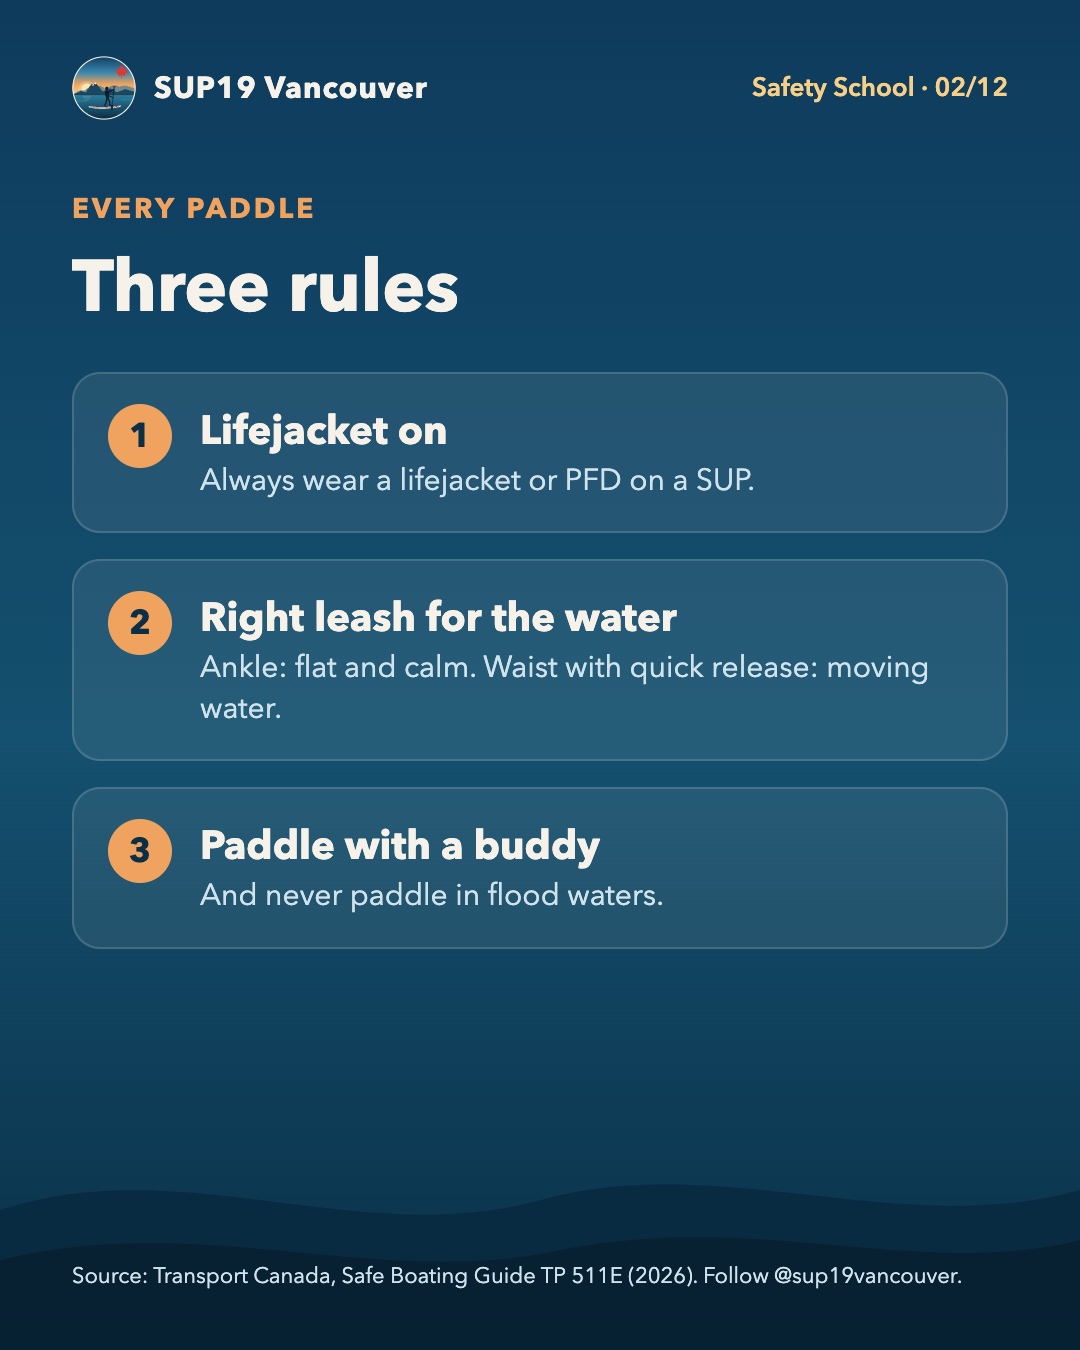 SUP19 Vancouver
Safety School · 02/12
EVERY PADDLE
Three rules
1
Lifejacket on
Always wear a lifejacket or PFD on a SUP.
2
Right leash for the water
Ankle: flat and calm. Waist with quick release: moving
water.
3
Paddle with a buddy
And never paddle in flood waters.
Source: Transport Canada, Safe Boating Guide TP 511E (2026). Follow @sup19vancouver.